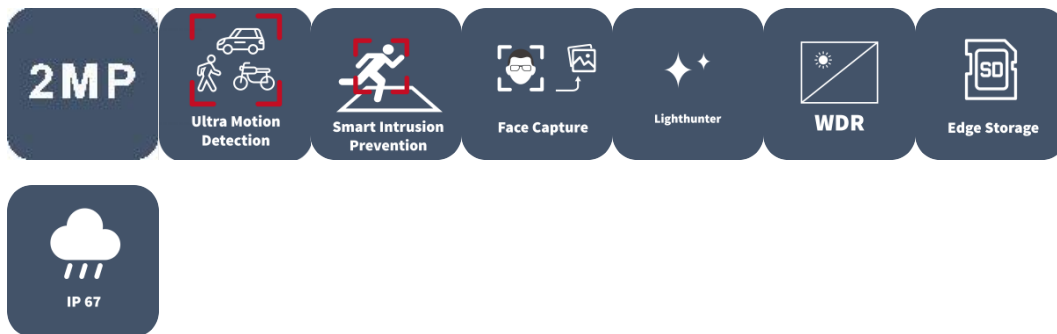 2MP
Ultra Motion
Detection
Smart Intrusion
Prevention
Face Capture
Lighthunter
WDR
SD
Edge Storage
IP 67